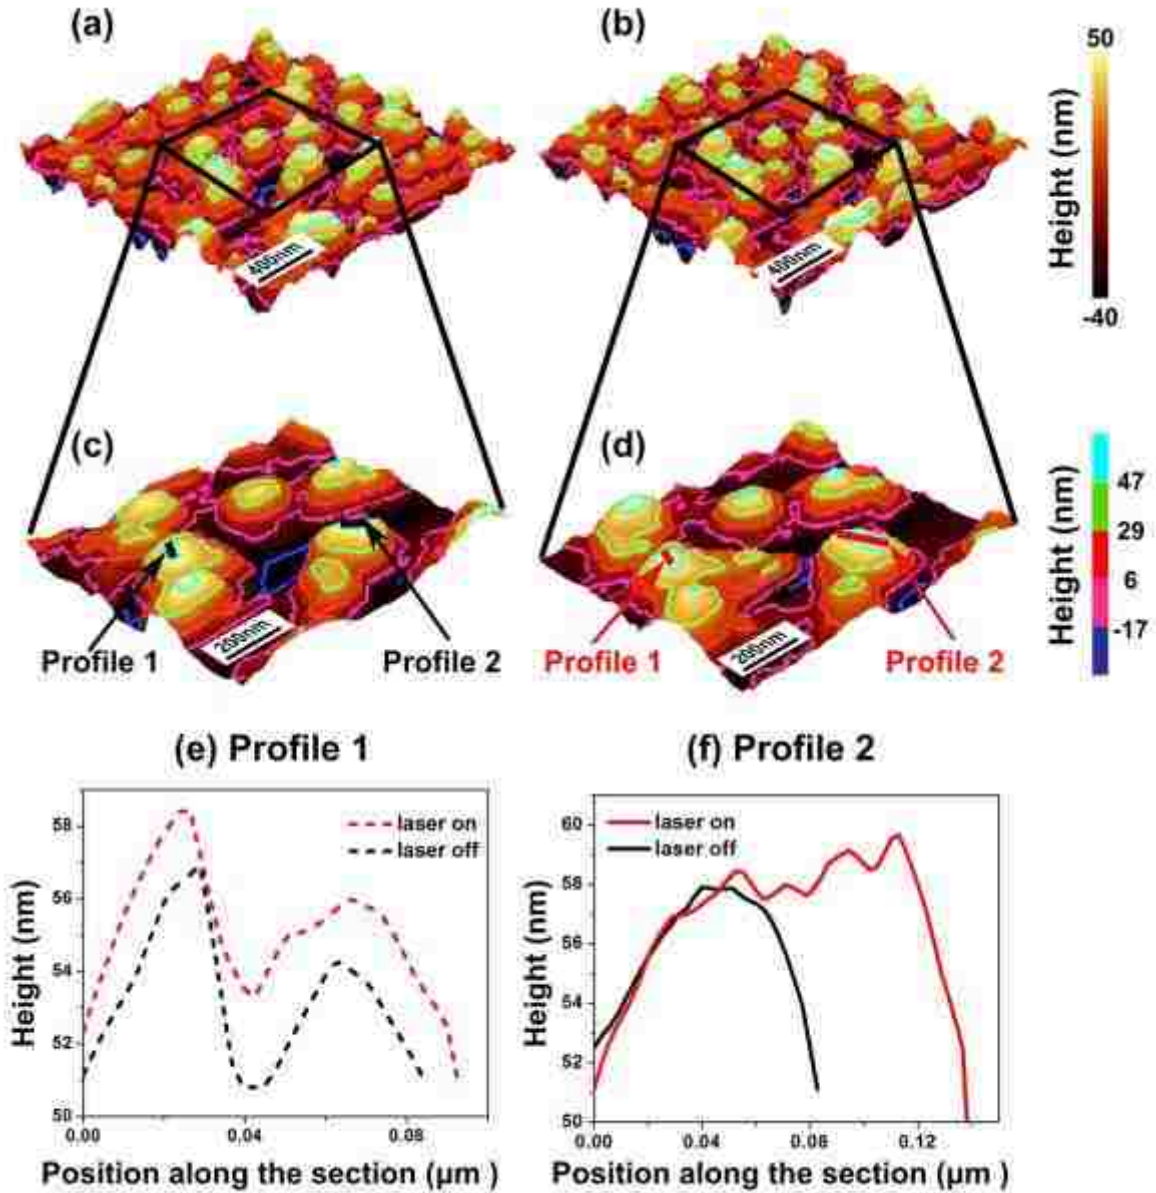 (a)
(b)
50
Height (nm)
-40
400nm
400nm
(c)
(d)
47
29
6
-17
Height (nm)
200nm
200nm
Profile 1
Profile 2
Profile 1
Profile 2
(e) Profile 1
(f) Profile 2
laser on
laser off
58
56
54
52
50
Height (nm)
0.00
0.04
0.08
Position along the section (µm )
laser on
laser off
60
58
56
54
52
50
Height (nm)
0.00
0.04
0.08
0.12
Position along the section (µm )